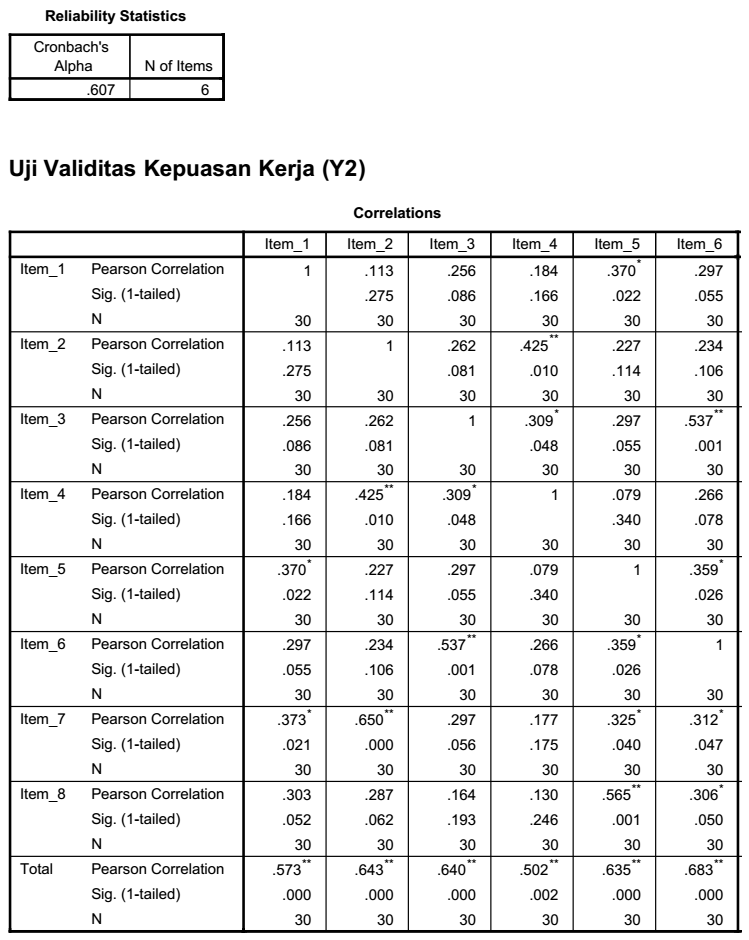 Reliability Statistics
Cronbach's
Alpha N of Items
.607 6
Uji Validitas Kepuasan Kerja (Y2)
Correlations
Item_1 Item_2 Item_3 Item_4 Item_5 Item_6
Item_1 Pearson Correlation 1 .113 .256 .184 .370* .297
Sig. (1-tailed) .275 .086 .166 .022 .055
N 30 30 30 30 30 30
Item_2 Pearson Correlation .113 1 .262 .425** .227 .234
Sig. (1-tailed) .275 .081 .010 .114 .106
N 30 30 30 30 30 30
Item_3 Pearson Correlation .256 .262 1 .309* .297 .537**
Sig. (1-tailed) .086 .081 .048 .055 .001
N 30 30 30 30 30 30
Item_4 Pearson Correlation .184 .425** .309* 1 .079 .266
Sig. (1-tailed) .166 .010 .048 .340 .078
N 30 30 30 30 30 30
Item_5 Pearson Correlation .370* .227 .297 .079 1 .359*
Sig. (1-tailed) .022 .114 .055 .340 .026
N 30 30 30 30 30 30
Item_6 Pearson Correlation .297 .234 .537** .266 .359* 1
Sig. (1-tailed) .055 .106 .001 .078 .026
N 30 30 30 30 30 30
Item_7 Pearson Correlation .373* .650** .297 .177 .325* .312*
Sig. (1-tailed) .021 .000 .056 .175 .040 .047
N 30 30 30 30 30 30
Item_8 Pearson Correlation .303 .287 .164 .130 .565** .306*
Sig. (1-tailed) .052 .062 .193 .246 .001 .050
N 30 30 30 30 30 30
Total Pearson Correlation .573** .643** .640** .502** .635** .683**
Sig. (1-tailed) .000 .000 .000 .002 .000 .000
N 30 30 30 30 30 30